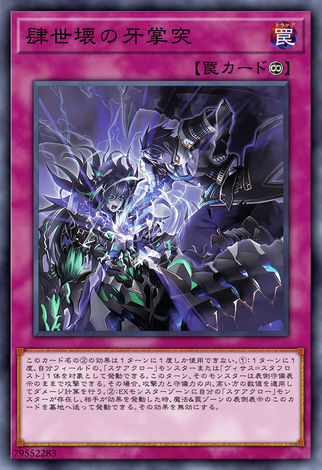 肆世壊の牙掌突
トラップ
罠
【罠カード】
このカード名の②の効果は1ターンに1度しか使用できない。①：1ターンに1
度、自分フィールドの、「スケアクロー」モンスターまたは「ヴィサス＝スタフロ
スト」1体を対象として発動できる。このターン、そのモンスターは表側守備表
示のままで攻撃できる。その場合、攻撃力と守備力の内、高い方の数値を適用し
てダメージ計算を行う。②：EXモンスターゾーンに自分の「スケアクロー」モン
スターが存在し、相手が効果を発動した時、魔法&罠ゾーンの表側表示のこのカ
ードを墓地へ送って発動できる。その効果を無効にする。
79552283